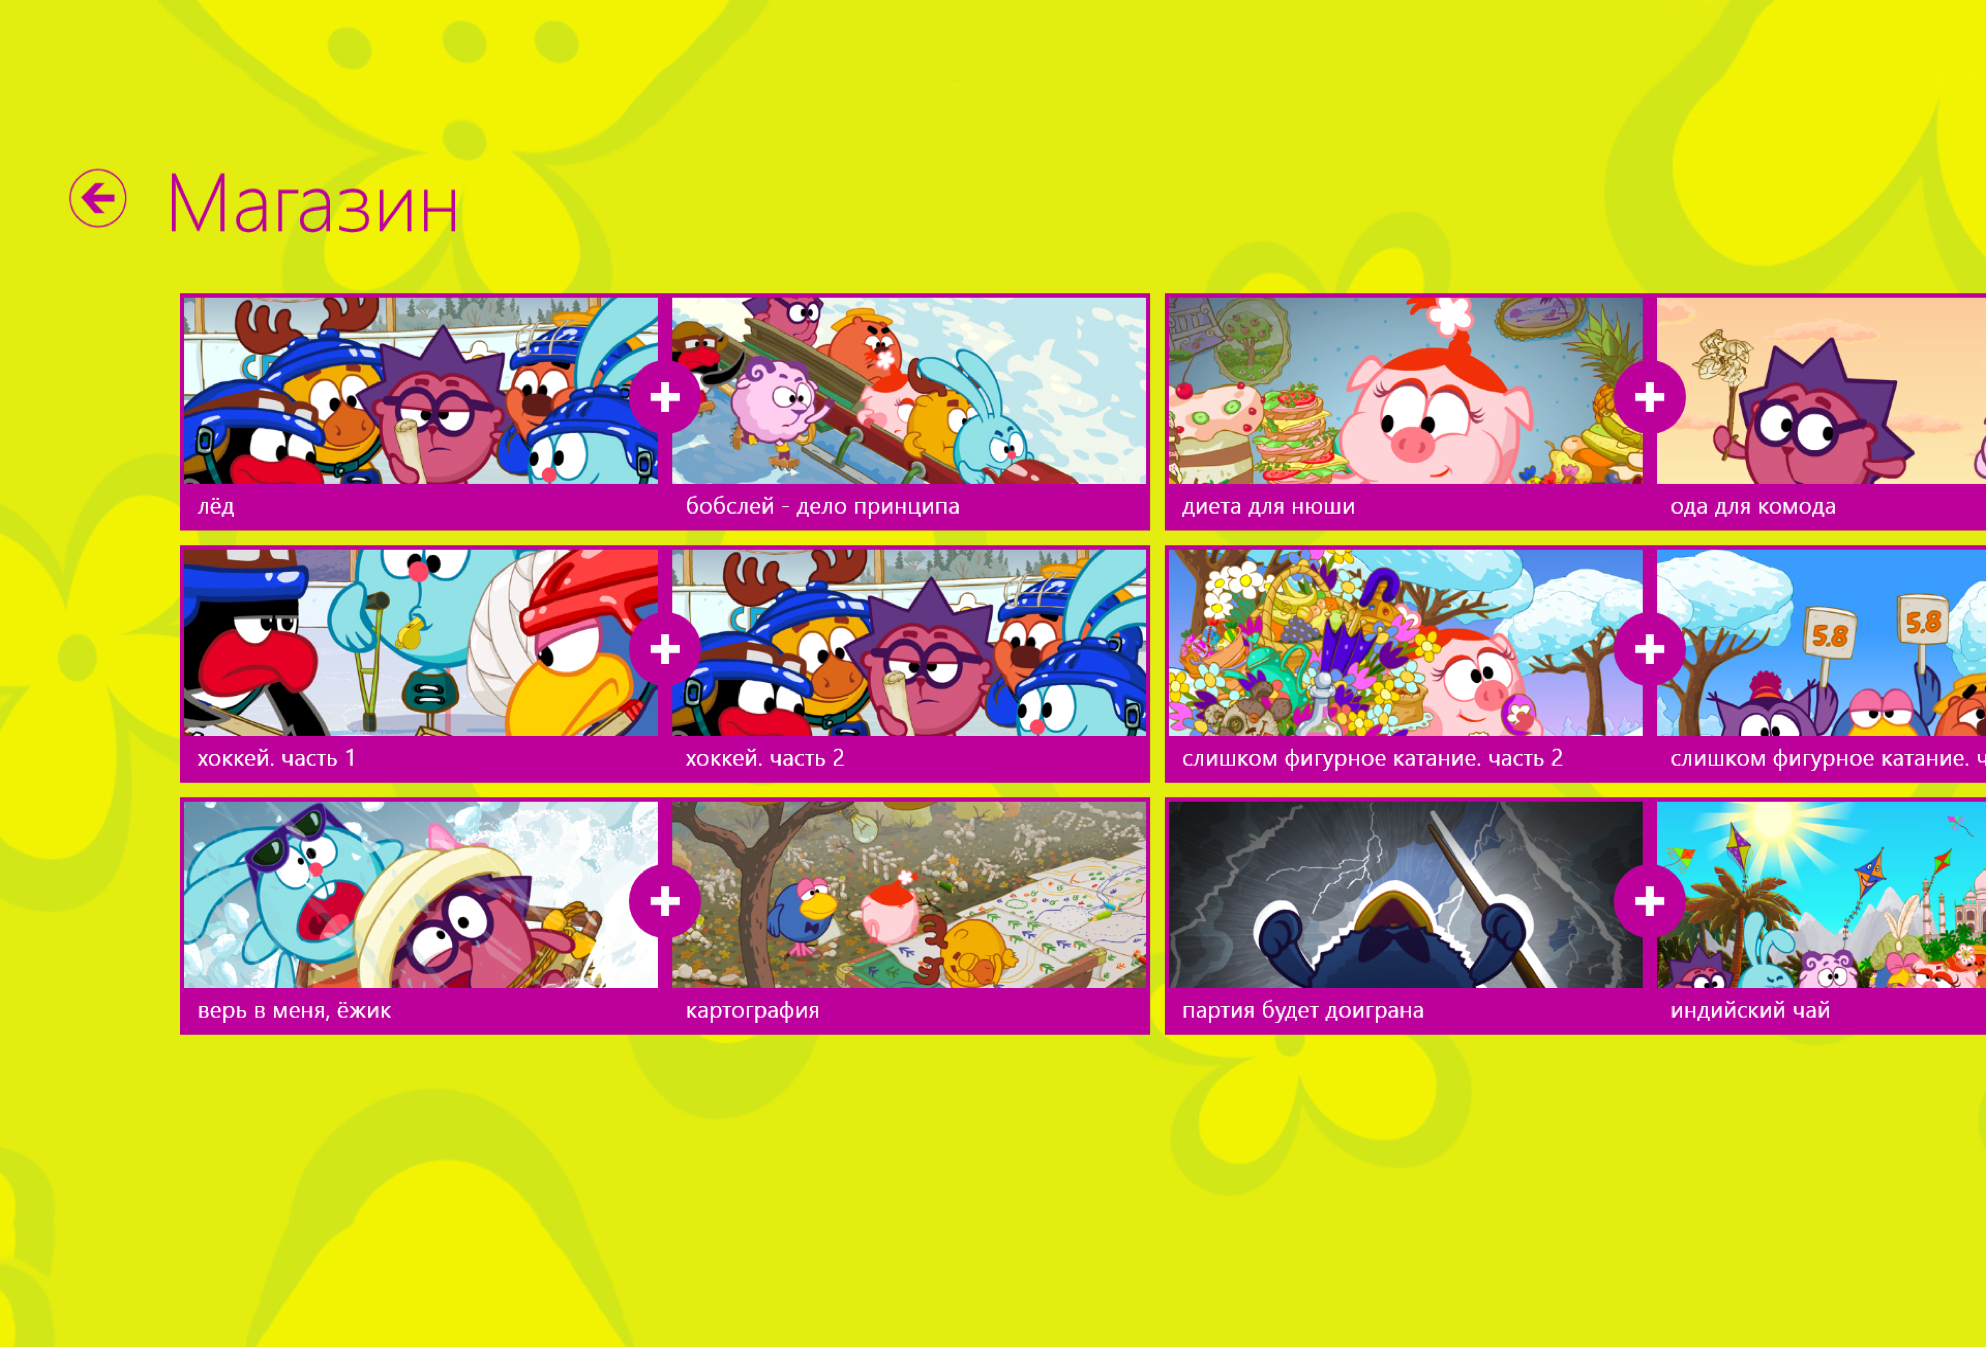 Магазин
лёд
бобслей - дело принципа
диета для нюши
ода для комода
5.8
5.8
хоккей. часть 1
хоккей. часть 2
слишком фигурное катание. часть 2
слишком фигурное катание. ч
верь в меня, ёжик
картография
партия будет доиграна
индийский чай